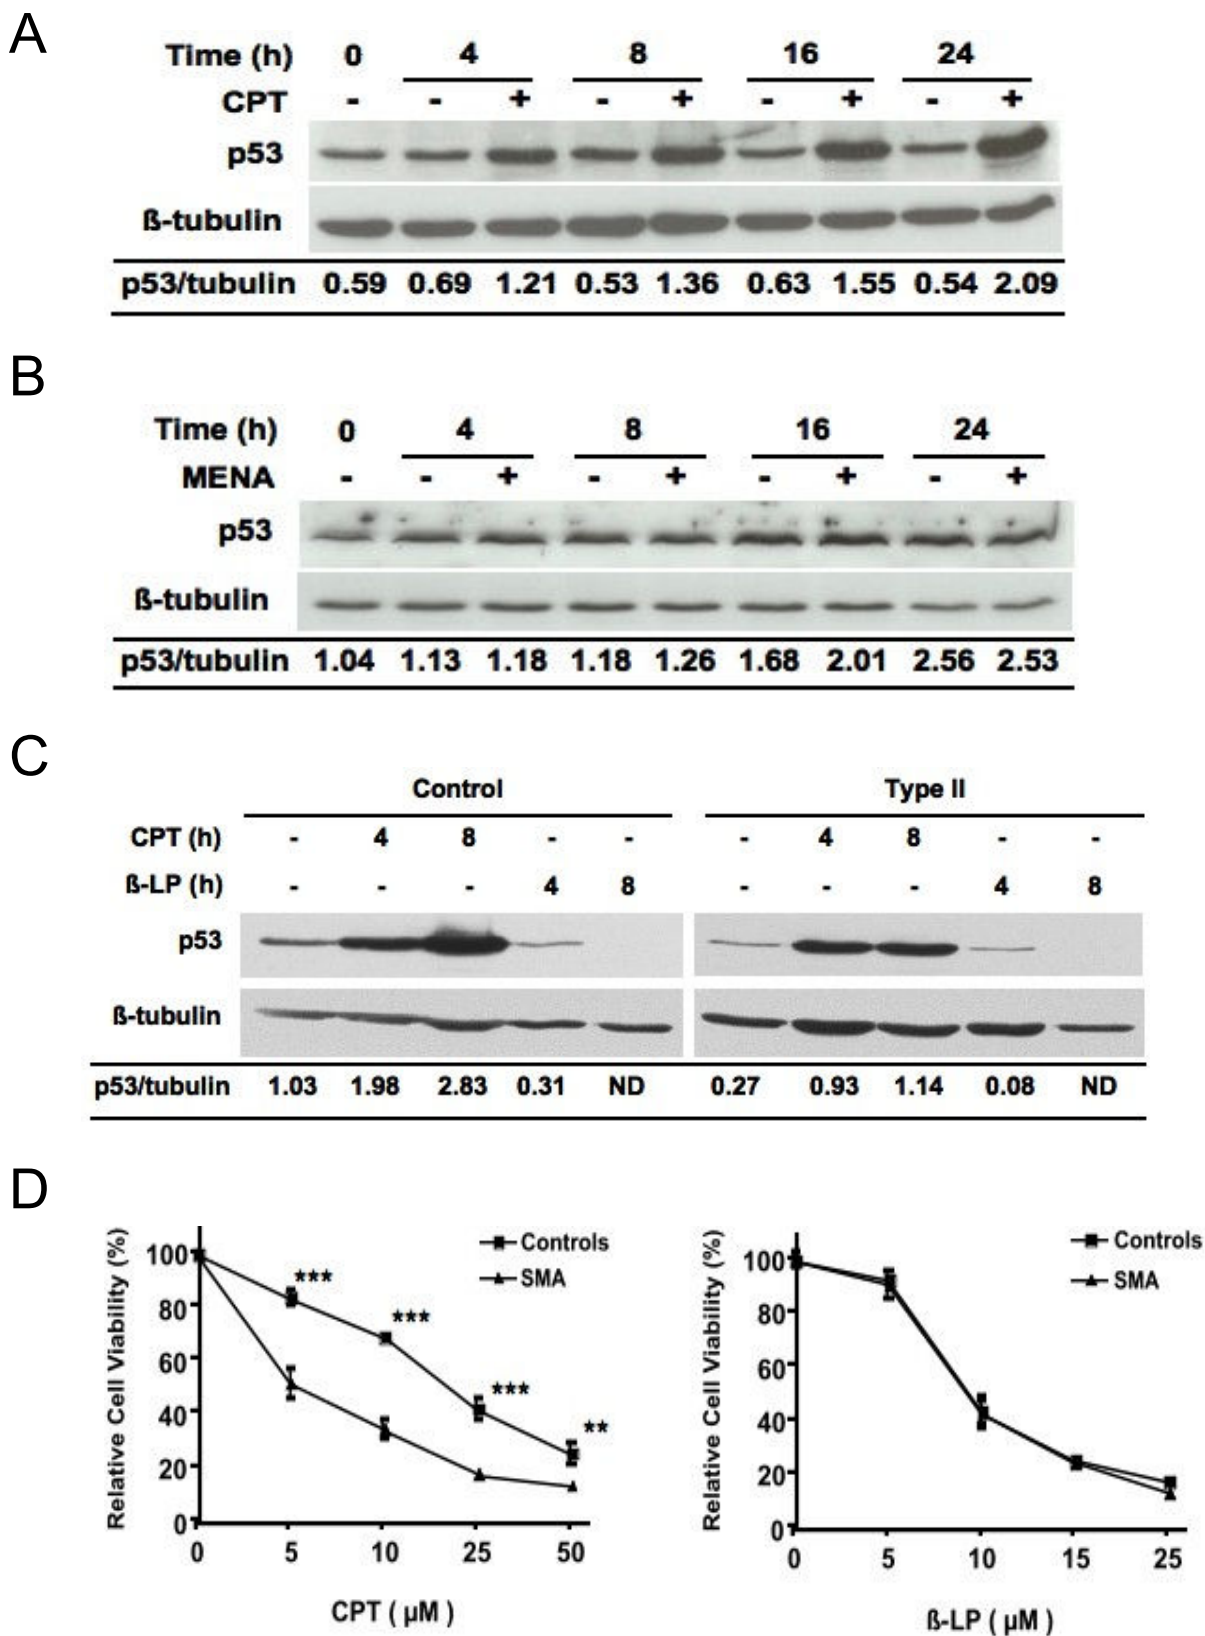 A
Time (h) 0 4 8 16 24
CPT - - + - + - + - +
p53
ß-tubulin
p53/tubulin 0.59 0.69 1.21 0.53 1.36 0.63 1.55 0.54 2.09
B
Time (h) 0 4 8 16 24
MENA - - + - + - + - +
p53
ß-tubulin
p53/tubulin 1.04 1.13 1.18 1.18 1.26 1.68 2.01 2.56 2.53
C
Control Type II
CPT (h) - 4 8 - - - 4 8 - -
ß-LP (h) - - - 4 8 - - - 4 8
p53
ß-tubulin
p53/tubulin 1.03 1.98 2.83 0.31 ND 0.27 0.93 1.14 0.08 ND
D
Relative Cell Viability (%)
100
80
60
40
20
0
0 5 10 25 50
CPT ( µM )
Controls
SMA
***
***
***
**
Relative Cell Viability (%)
100
80
60
40
20
0
0 5 10 15 25
ß-LP ( µM )
Controls
SMA